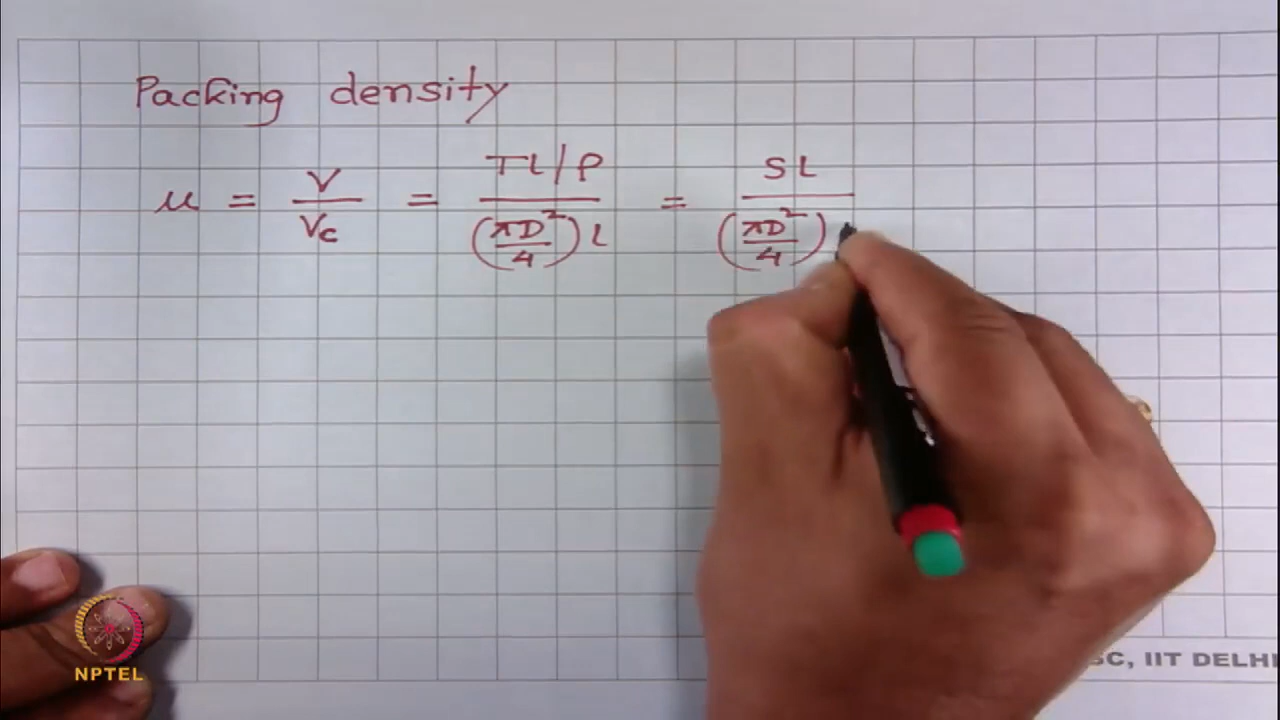 Packing density
μ = V/Vc = (TL/ρ)/((πD²/4) L) = SL/((πD²/4)
NPTEL
SC, IIT DELHI